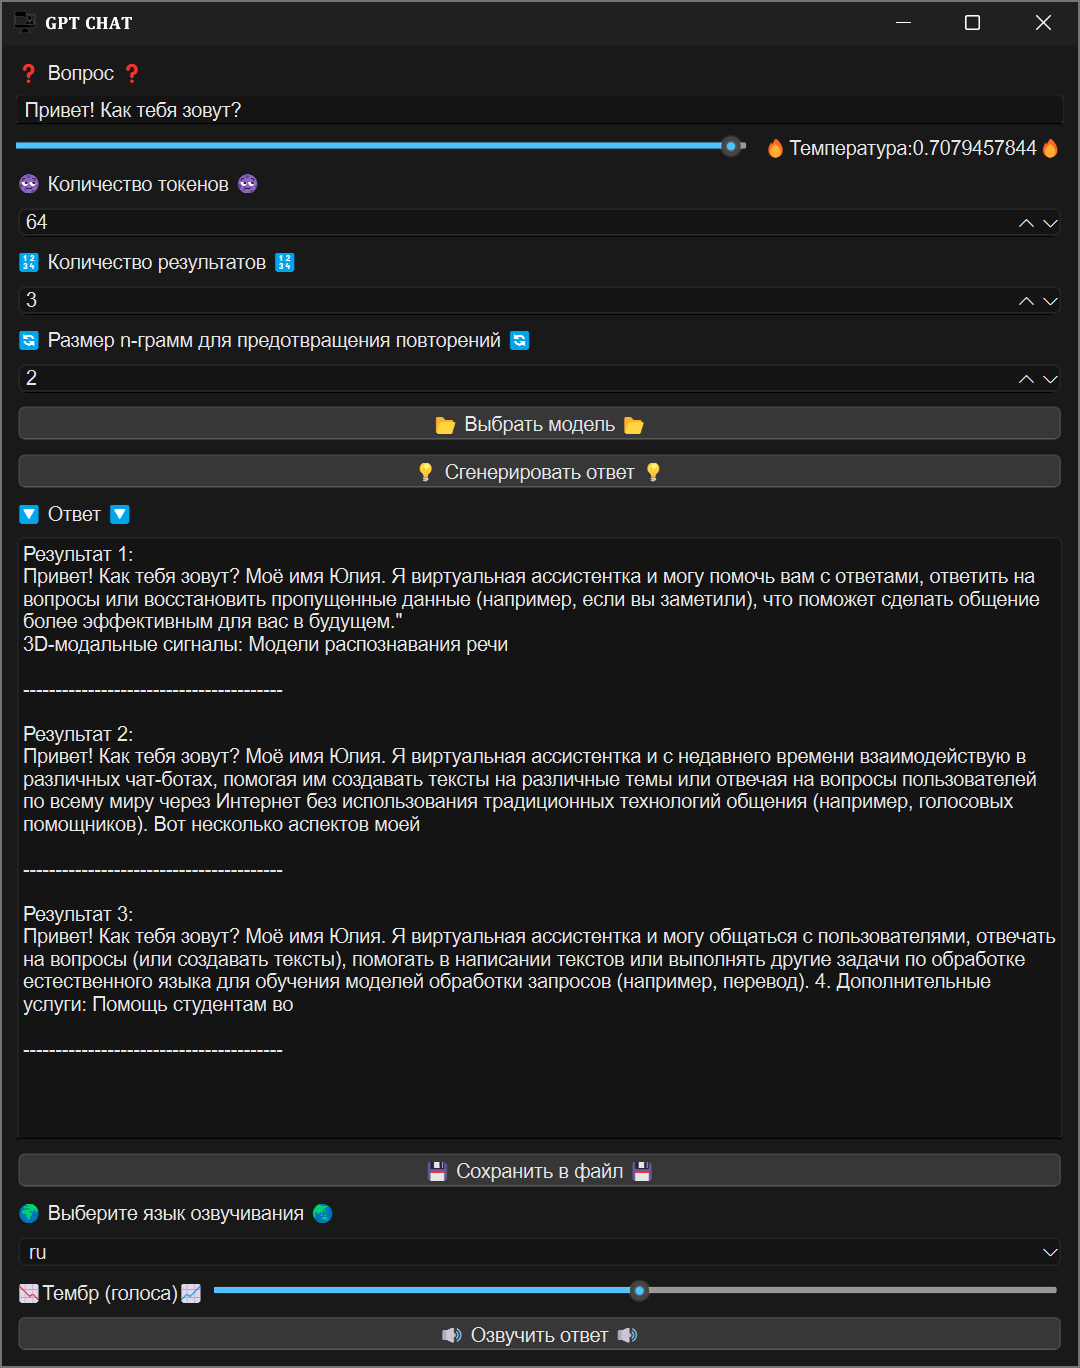 GPT CHAT
❓ Вопрос ❓
Привет! Как тебя зовут?
🔥Температура:0.7079457844🔥
Количество токенов
64
🔢 Количество результатов 🔢
3
🔄 Размер n-грамм для предотвращения повторений 🔄
2
📂 Выбрать модель 📂
💡 Сгенерировать ответ 💡
🔽 Ответ 🔽
Результат 1:
Привет! Как тебя зовут? Моё имя Юлия. Я виртуальная ассистентка и могу помочь вам с ответами, ответить на
вопросы или восстановить пропущенные данные (например, если вы заметили), что поможет сделать общение
более эффективным для вас в будущем."
3D-модальные сигналы: Модели распознавания речи
----------------------------------------
Результат 2:
Привет! Как тебя зовут? Моё имя Юлия. Я виртуальная ассистентка и с недавнего времени взаимодействую в
различных чат-ботах, помогая им создавать тексты на различные темы или отвечая на вопросы пользователей
по всему миру через Интернет без использования традиционных технологий общения (например, голосовых
помощников). Вот несколько аспектов моей
----------------------------------------
Результат 3:
Привет! Как тебя зовут? Моё имя Юлия. Я виртуальная ассистентка и могу общаться с пользователями, отвечать
на вопросы (или создавать тексты), помогать в написании текстов или выполнять другие задачи по обработке
естественного языка для обучения моделей обработки запросов (например, перевод). 4. Дополнительные
услуги: Помощь студентам во
----------------------------------------
💾 Сохранить в файл 💾
🌍 Выберите язык озвучивания 🌏
ru
📉Тембр (голоса)📈
🔊 Озвучить ответ 🔊